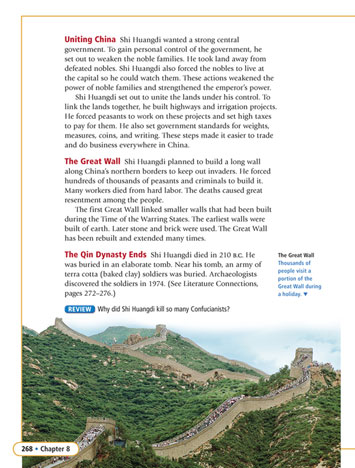 Uniting China Shi Huangdi wanted a strong central
government. To gain personal control of the government, he
set out to weaken the noble families. He took land away from
defeated nobles. Shi Huangdi also forced the nobles to live at
the capital so he could watch them. These actions weakened the
power of noble families and strengthened the emperor's power.
Shi Huangdi set out to unite the lands under his control. To
link the lands together, he built highways and irrigation projects.
He forced peasants to work on these projects and set high taxes
to pay for them. He also set government standards for weights,
measures, coins, and writing. These steps made it easier to trade
and do business everywhere in China.
The Great Wall Shi Huangdi planned to build a long wall
along China's northern borders to keep out invaders. He forced
hundreds of thousands of peasants and criminals to build it.
Many workers died from hard labor. The deaths caused great
resentment among the people.
The first Great Wall linked smaller walls that had been built
during the Time of the Warring States. The earliest walls were
built of earth. Later stone and brick were used. The Great Wall
has been rebuilt and extended many times.
The Qin Dynasty Ends Shi Huangdi died in 210 B.C. He
was buried in an elaborate tomb. Near his tomb, an army of
terra cotta (baked clay) soldiers was buried. Archaeologists
discovered the soldiers in 1974. (See Literature Connections,
pages 272–276.)
REVIEW Why did Shi Huangdi kill so many Confucianists?
The Great Wall
Thousands of
people visit a
portion of the
Great Wall during
a holiday. ▼
268 • Chapter 8